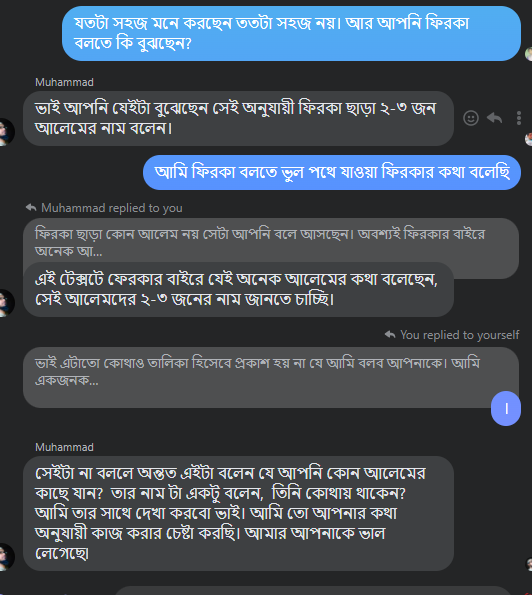 যতটা সহজ মনে করছেন ততটা সহজ নয়। আর আপনি ফিরকা
বলতে কি বুঝছেন?
Muhammad
ভাই আপনি যেইটা বুঝেছেন সেই অনুযায়ী ফিরকা ছাড়া ২-৩ জন
আলেমের নাম বলেন।
আমি ফিরকা বলতে ভুল পথে যাওয়া ফিরকার কথা বলেছি
Muhammad replied to you
ফিরকা ছাড়া কোন আলেম নয় সেটা আপনি বলে আসছেন। অবশ্যই ফিরকার বাইরে
অনেক আ...
এই টেক্সটে ফেরকার বাইরে যেই অনেক আলেমের কথা বলেছেন,
সেই আলেমদের ২-৩ জনের নাম জানতে চাচ্ছি।
You replied to yourself
ভাই এটাতো কোথাও তালিকা হিসেবে প্রকাশ হয় না যে আমি বলব আপনাকে। আমি
একজনক...
।
Muhammad
সেইটা না বললে অন্তত এইটা বলেন যে আপনি কোন আলেমের
কাছে যান? তার নাম টা একটু বলেন, তিনি কোথায় থাকেন?
আমি তার সাথে দেখা করবো ভাই। আমি তো আপনার কথা
অনুযায়ী কাজ করার চেষ্টা করছি। আমার আপনাকে ভাল
লেগেছে৷